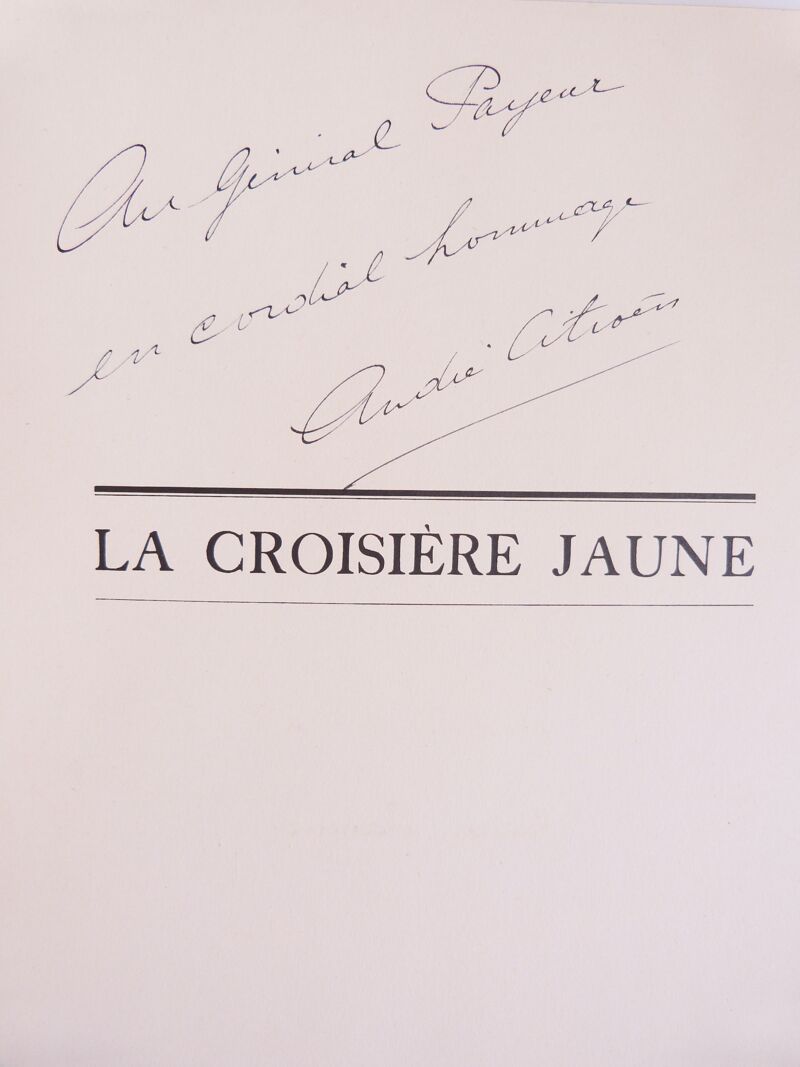 Au Général Payeur
en cordial hommage
André Citroën
LA CROISIÈRE JAUNE